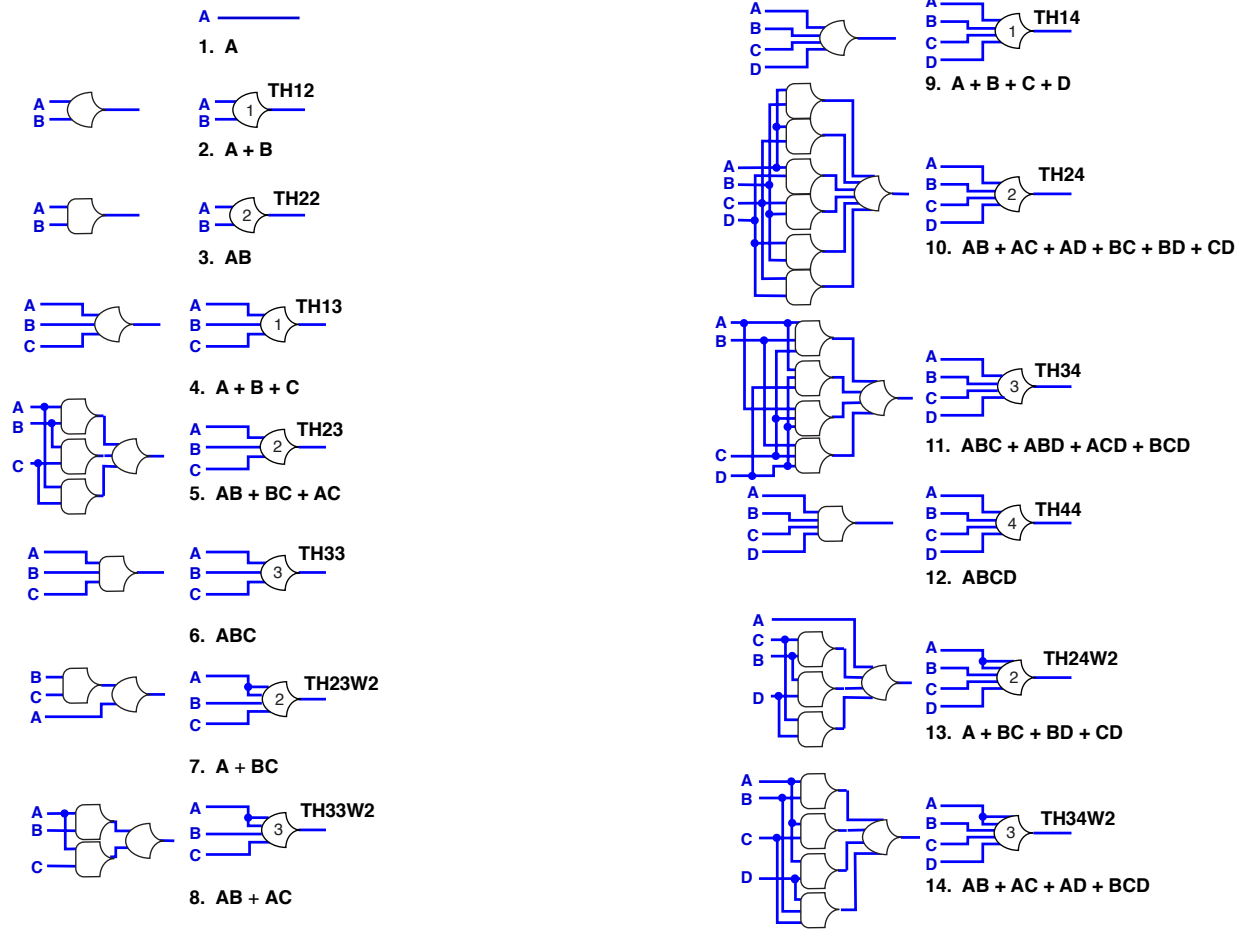 A
1. A
A
B
A
B
1
TH12
2. A + B
A
B
A
B
2
TH22
3. AB
A
B
C
A
B
C
1
TH13
4. A + B + C
A
B
C
A
B
C
2
TH23
5. AB + BC + AC
A
B
C
A
B
C
3
TH33
6. ABC
B
C
A
A
B
C
2
TH23W2
7. A + BC
A
B
C
A
B
C
3
TH33W2
8. AB + AC
A
B
C
D
A
B
C
D
1
TH14
9. A + B + C + D
A
B
C
D
A
B
C
D
2
TH24
10. AB + AC + AD + BC + BD + CD
A
B
C
D
A
B
C
D
3
TH34
11. ABC + ABD + ACD + BCD
A
B
C
D
A
B
C
D
4
TH44
12. ABCD
A
C
B
D
A
B
C
D
2
TH24W2
13. A + BC + BD + CD
A
B
C
D
A
B
C
D
3
TH34W2
14. AB + AC + AD + BCD